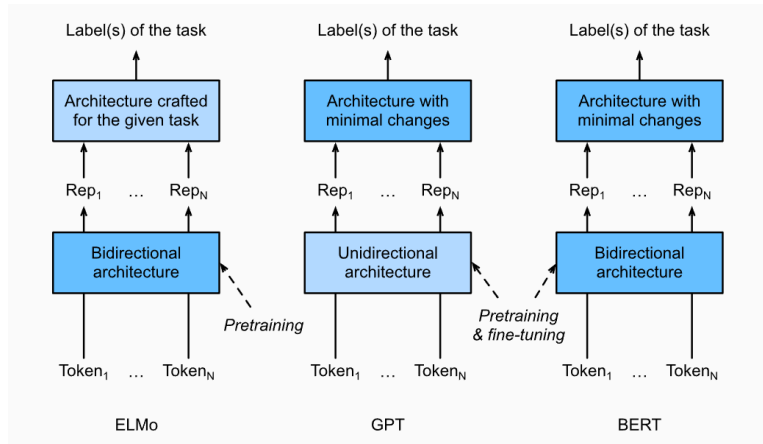 Label(s) of the task
Label(s) of the task
Label(s) of the task
Architecture crafted
for the given task
Architecture with
minimal changes
Architecture with
minimal changes
Rep₁ … Repₙ
Rep₁ … Repₙ
Rep₁ … Repₙ
Bidirectional
architecture
Unidirectional
architecture
Bidirectional
architecture
Pretraining
Pretraining
& fine-tuning
Token₁ … Tokenₙ
Token₁ … Tokenₙ
Token₁ … Tokenₙ
ELMo
GPT
BERT